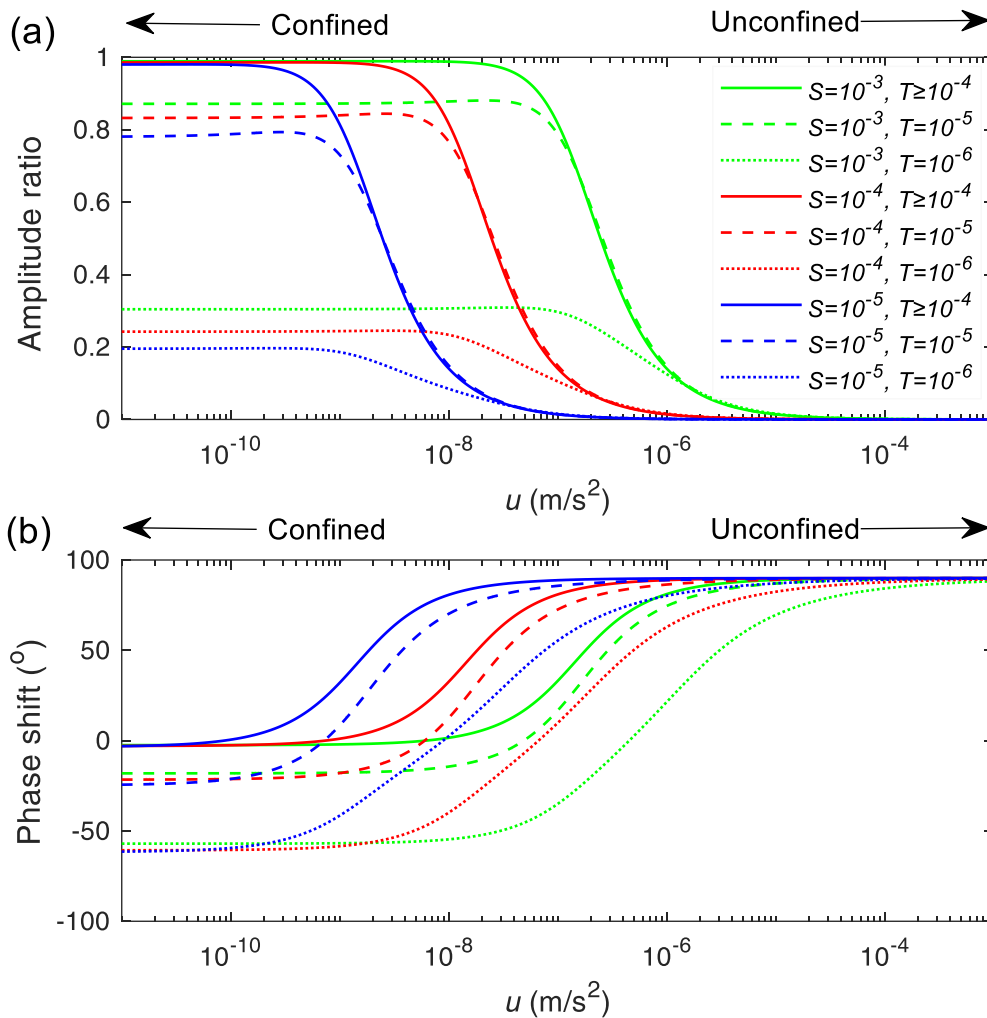 (a)
Confined
Unconfined
Amplitude ratio
1
0.8
0.6
0.4
0.2
0
S=10⁻³, T≥10⁻⁴
S=10⁻³, T=10⁻⁵
S=10⁻³, T=10⁻⁶
S=10⁻⁴, T≥10⁻⁴
S=10⁻⁴, T=10⁻⁵
S=10⁻⁴, T=10⁻⁶
S=10⁻⁵, T≥10⁻⁴
S=10⁻⁵, T=10⁻⁵
S=10⁻⁵, T=10⁻⁶
10⁻¹⁰
10⁻⁸
10⁻⁶
10⁻⁴
u (m/s²)
(b)
Confined
Unconfined
Phase shift (°)
100
50
0
-50
-100
10⁻¹⁰
10⁻⁸
10⁻⁶
10⁻⁴
u (m/s²)